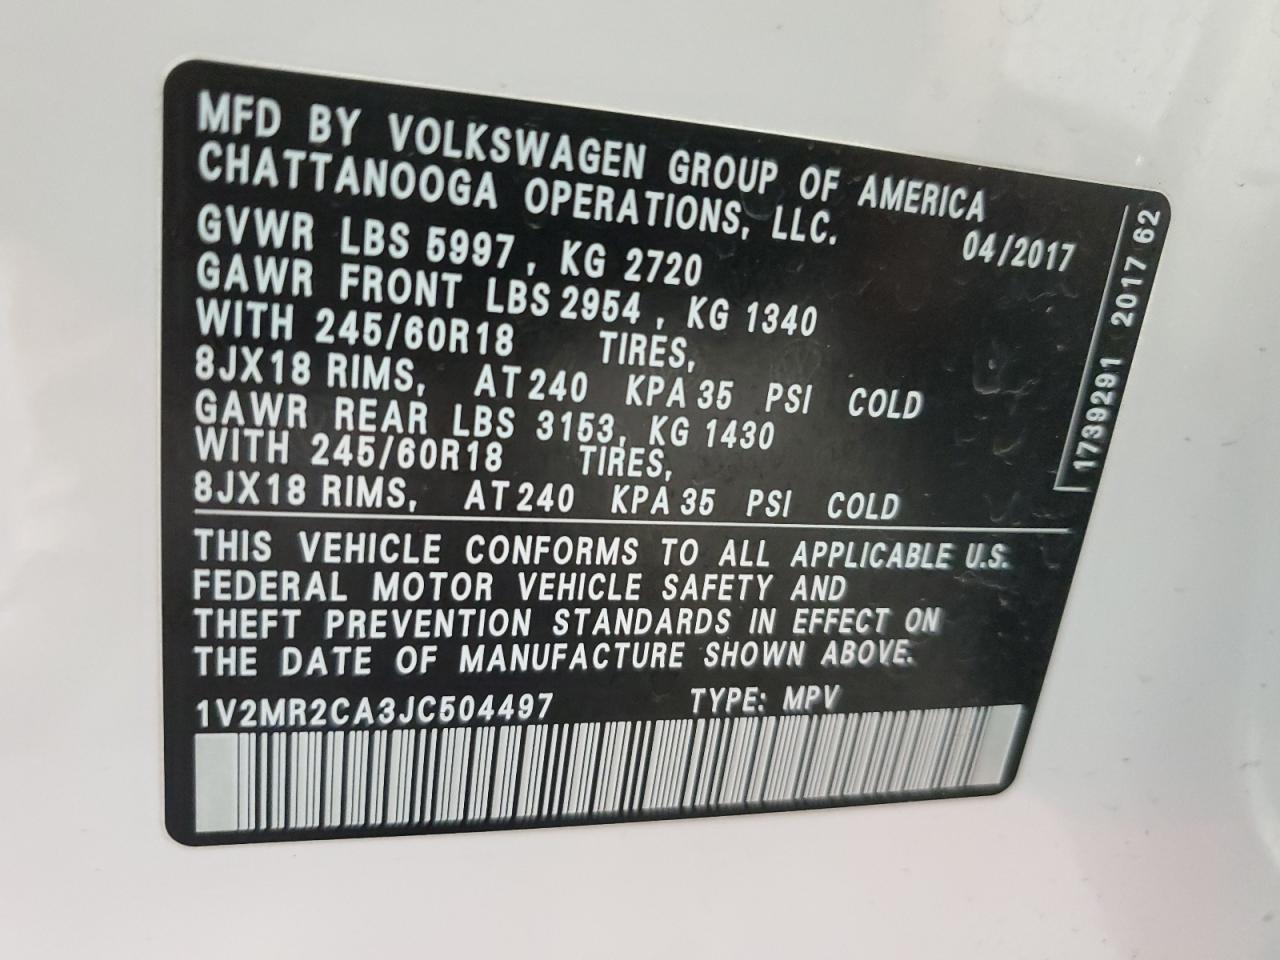 MFD BY VOLKSWAGEN GROUP OF AMERICA
CHATTANOOGA OPERATIONS, LLC.
04/2017
GVWR LBS 5997, KG 2720
GAWR FRONT LBS 2954, KG 1340
WITH 245/60R18 TIRES,
8JX18 RIMS, AT 240 KPA 35 PSI COLD
GAWR REAR LBS 3153, KG 1430
WITH 245/60R18 TIRES,
8JX18 RIMS, AT 240 KPA 35 PSI COLD
THIS VEHICLE CONFORMS TO ALL APPLICABLE U.S.
FEDERAL MOTOR VEHICLE SAFETY AND
THEFT PREVENTION STANDARDS IN EFFECT ON
THE DATE OF MANUFACTURE SHOWN ABOVE.
1V2MR2CA3JC504497 TYPE: MPV
1739291 2017 62